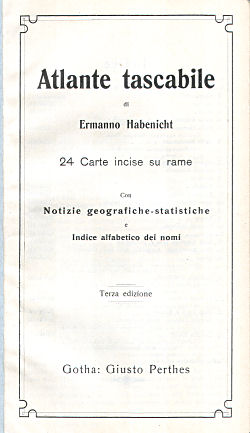 Atlante tascabile
di
Ermanno Habenicht
24 Carte incise su rame
Con
Notizie geografiche-statistiche
e
Indice alfabetico dei nomi
Terza edizione
Gotha: Giusto Perthes